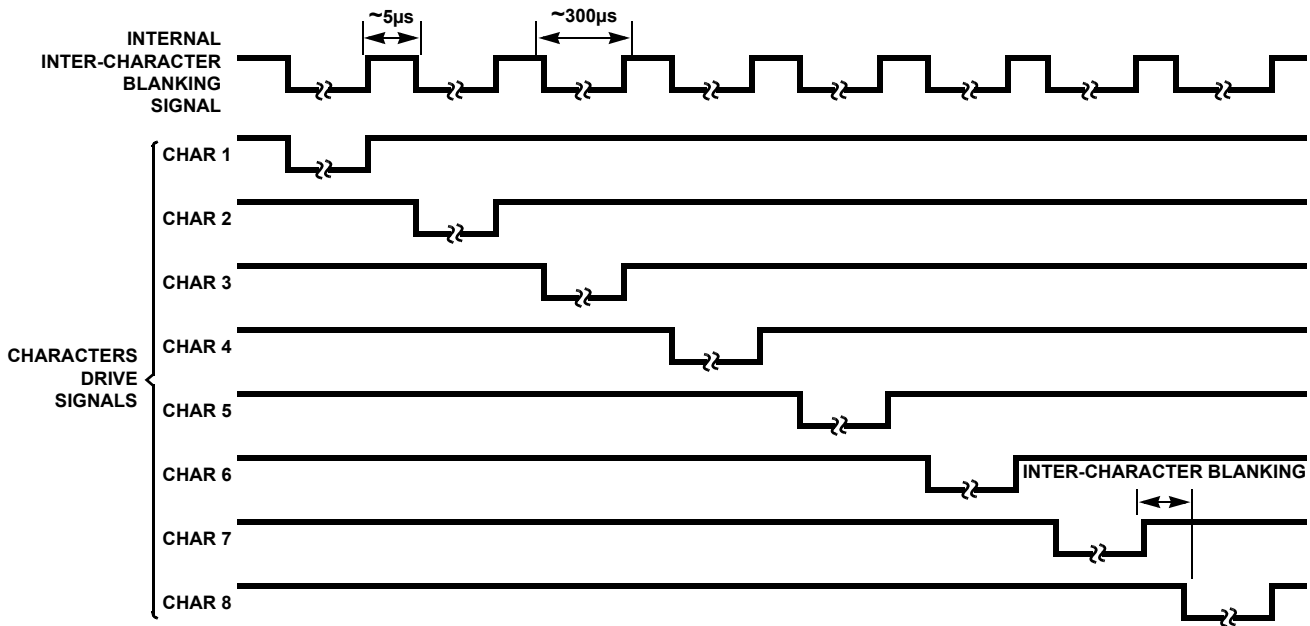 ~5µs
~300µs
INTERNAL
INTER-CHARACTER
BLANKING
SIGNAL
CHAR 1
CHAR 2
CHAR 3
CHAR 4
CHARACTERS
DRIVE
SIGNALS
CHAR 5
CHAR 6
INTER-CHARACTER BLANKING
CHAR 7
CHAR 8